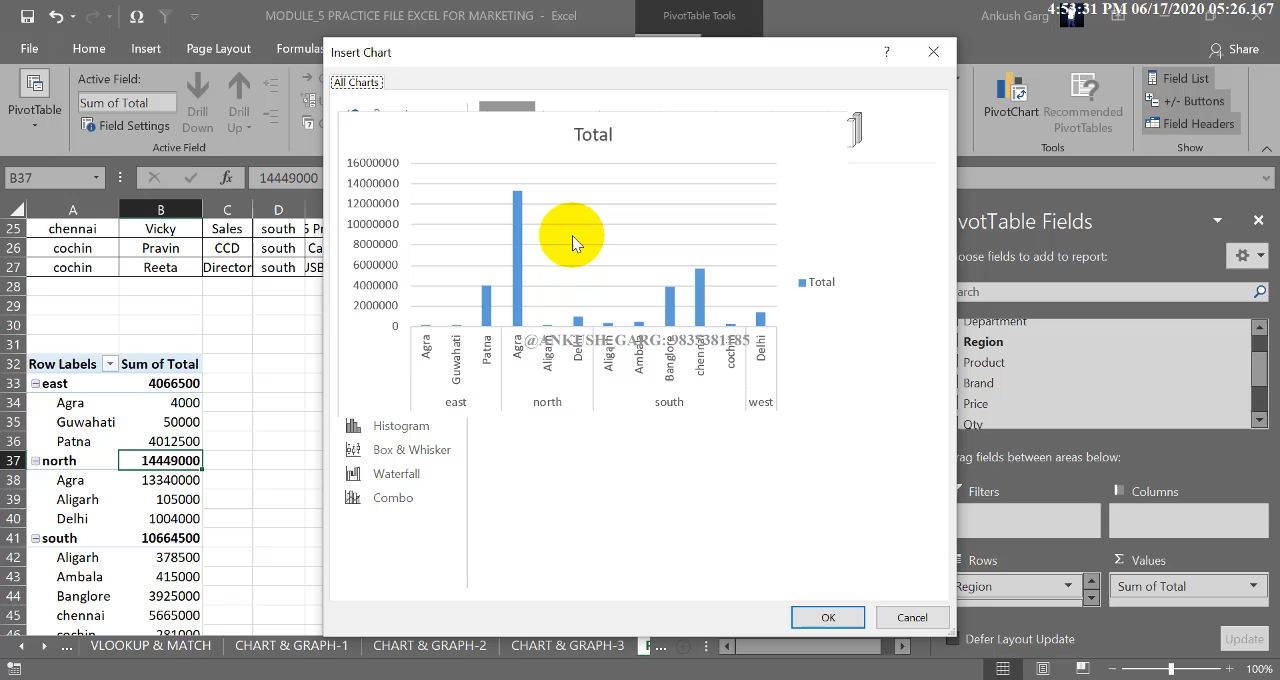 MODULE_5 PRACTICE FILE EXCEL FOR MARKETING - Excel
PivotTable Tools
Ankush Garg
4:53:31 PM 06/17/2020 05:26.167
File Home Insert Page Layout Formulas
Share
PivotTable
Active Field:
Sum of Total
Field Settings
Drill Down
Drill Up
Active Field
Insert Chart
?
All Charts
PivotChart
Recommended PivotTables
Tools
Field List
+/- Buttons
Field Headers
Show
B37
fx
14449000
A B C D
25 chennai Vicky Sales south
26 cochin Pravin CCD south
27 cochin Reeta Director south
28
29
30
31
32 Row Labels Sum of Total
33 east 4066500
34 Agra 4000
35 Guwahati 50000
36 Patna 4012500
37 north 14449000
38 Agra 13340000
39 Aligarh 105000
40 Delhi 1004000
41 south 10664500
42 Aligarh 378500
43 Ambala 415000
44 Banglore 3925000
45 chennai 5665000
46 cochin 281000
Total
16000000
14000000
12000000
10000000
8000000
6000000
4000000
2000000
0
Total
@ANKUSH GARG: 9835381185
Agra Guwahati Patna Agra Aligarh Delhi Aligarh Ambala Banglore chennai cochin Delhi
east north south west
Histogram
Box & Whisker
Waterfall
Combo
OK Cancel
votTable Fields
oose fields to add to report:
arch
Department
Region
Product
Brand
Price
Qty
rag fields between areas below:
Filters
Columns
Rows
Σ Values
Region
Sum of Total
Defer Layout Update
Update
... VLOOKUP & MATCH CHART & GRAPH-1 CHART & GRAPH-2 CHART & GRAPH-3 ...
100%